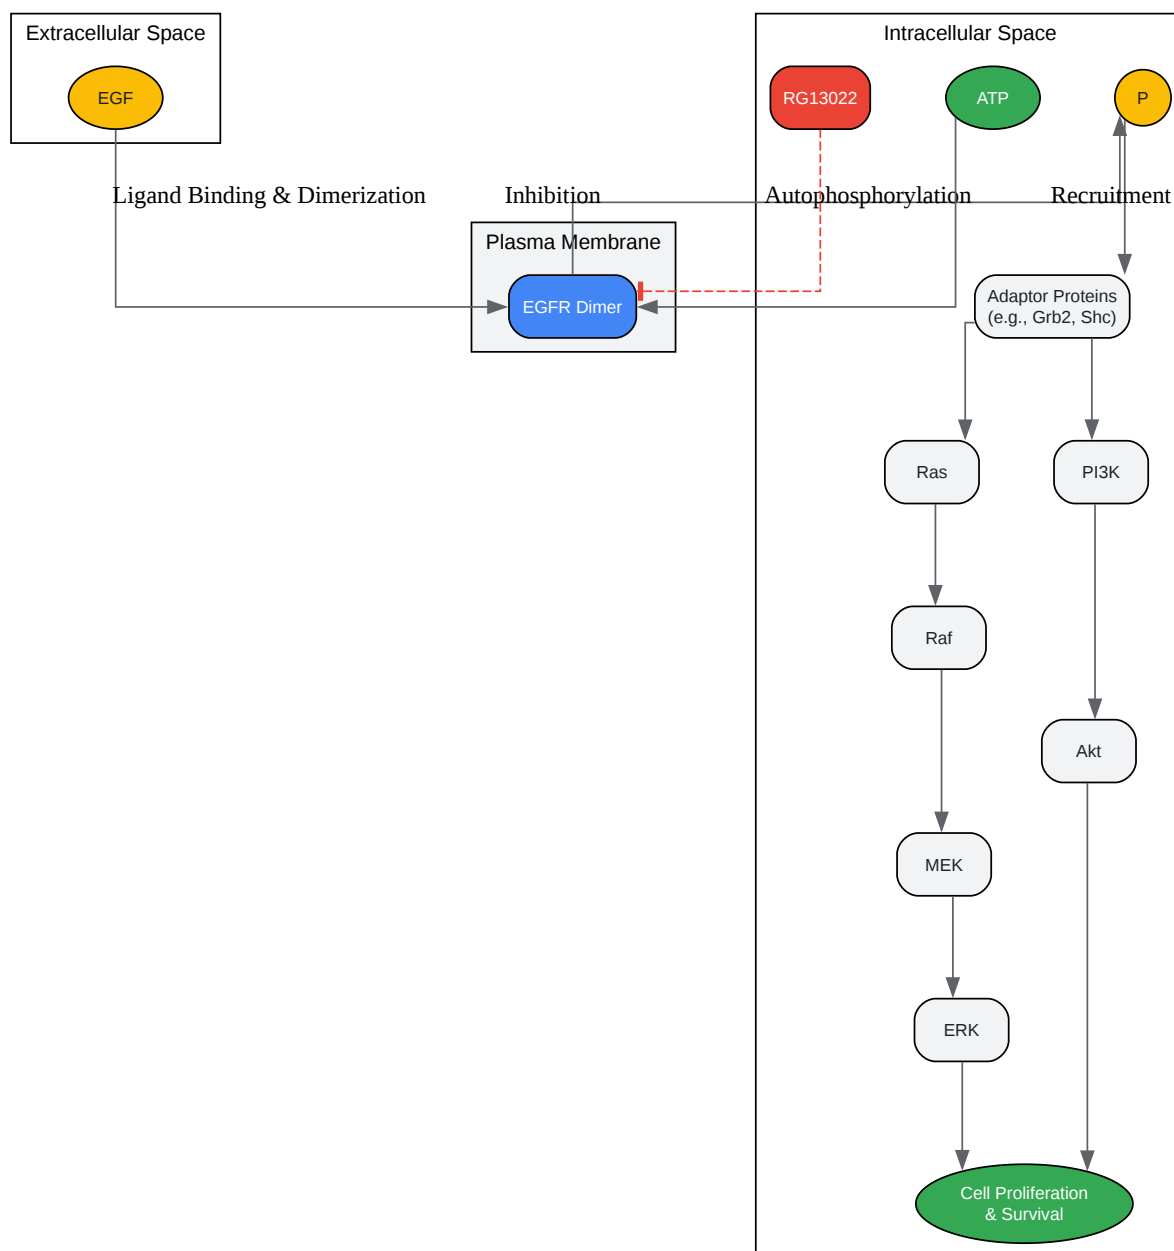 Extracellular Space
Intracellular Space
EGF
RG13022
ATP
P
Ligand Binding & Dimerization
Inhibition
Autophosphorylation
Recruitment
Plasma Membrane
EGFR Dimer
Adaptor Proteins
(e.g., Grb2, Shc)
Ras
PI3K
Raf
Akt
MEK
ERK
Cell Proliferation
& Survival